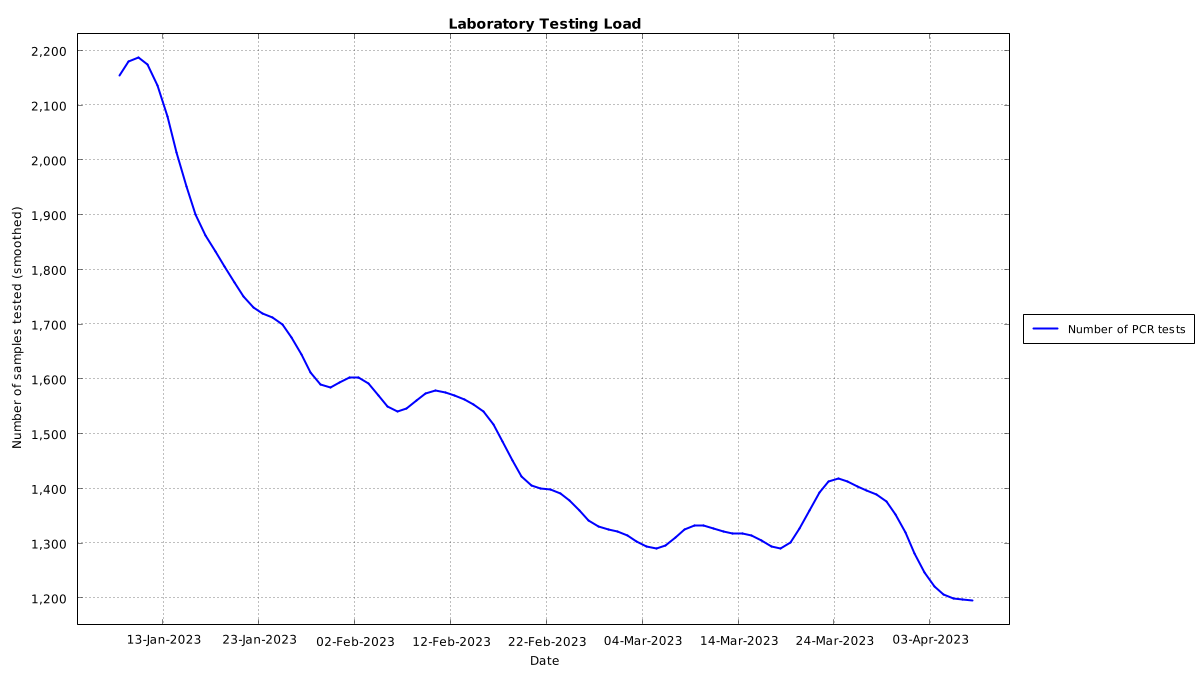 Laboratory Testing Load
Number of samples tested (smoothed)
2,200
2,100
2,000
1,900
1,800
1,700
1,600
1,500
1,400
1,300
1,200
13-Jan-2023 23-Jan-2023 02-Feb-2023 12-Feb-2023 22-Feb-2023 04-Mar-2023 14-Mar-2023 24-Mar-2023 03-Apr-2023
Date
Number of PCR tests